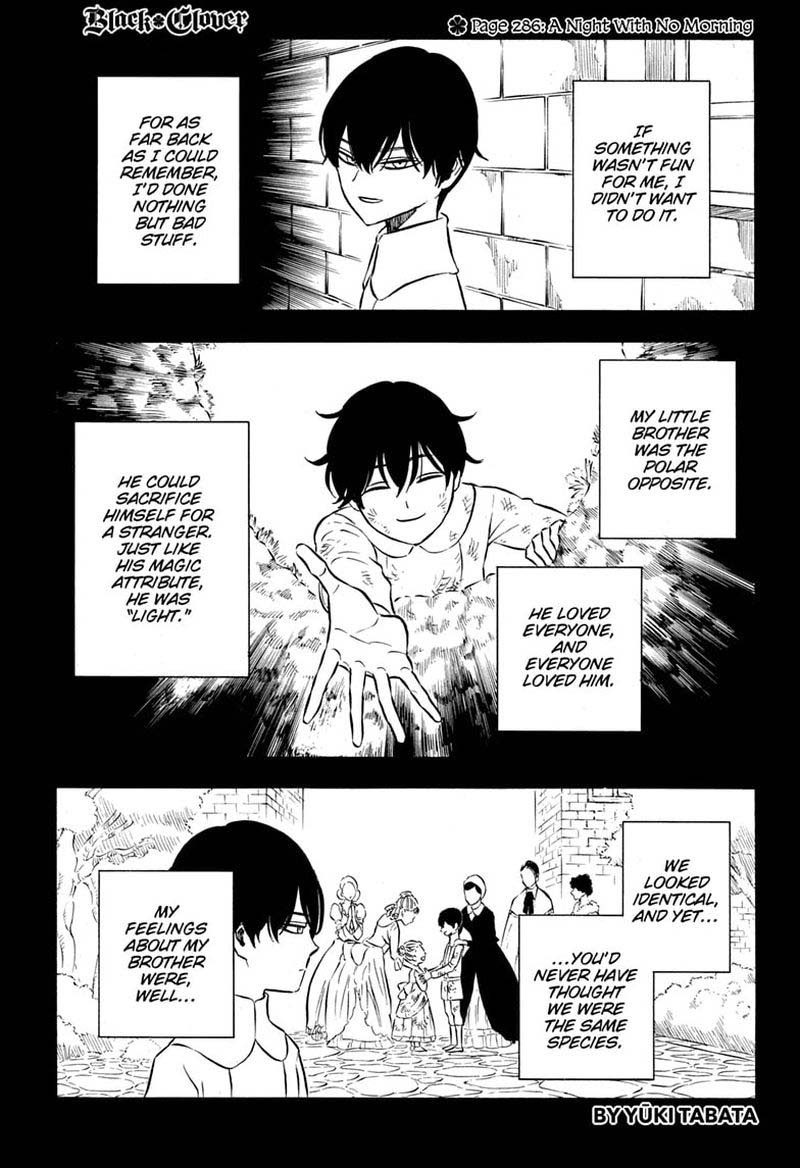 Black Clover
Page 286: A Night With No Morning
IF
SOMETHING
WASN'T FUN
FOR ME, I
DIDN'T WANT
TO DO IT.
FOR AS
FAR BACK
AS I COULD
REMEMBER,
I'D DONE
NOTHING
BUT BAD
STUFF.
MY LITTLE
BROTHER
WAS THE
POLAR
OPPOSITE.
HE LOVED
EVERYONE,
AND
EVERYONE
LOVED HIM.
HE COULD
SACRIFICE
HIMSELF FOR
A STRANGER.
JUST LIKE
HIS MAGIC
ATTRIBUTE,
HE WAS
"LIGHT."
WE
LOOKED
IDENTICAL,
AND YET...
...YOU'D
NEVER HAVE
THOUGHT
WE WERE
THE SAME
SPECIES.
MY
FEELINGS
ABOUT MY
BROTHER
WERE,
WELL...
BY YŪKI TABATA